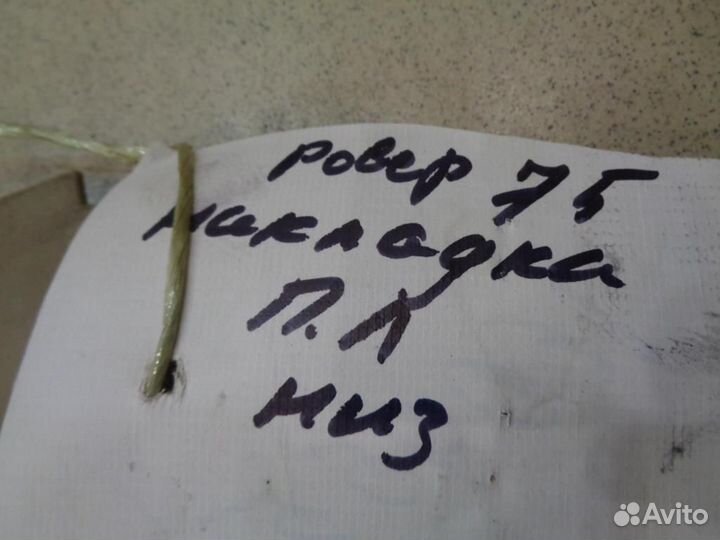 Ровер 75
накладка
П.Л
низ
Avito